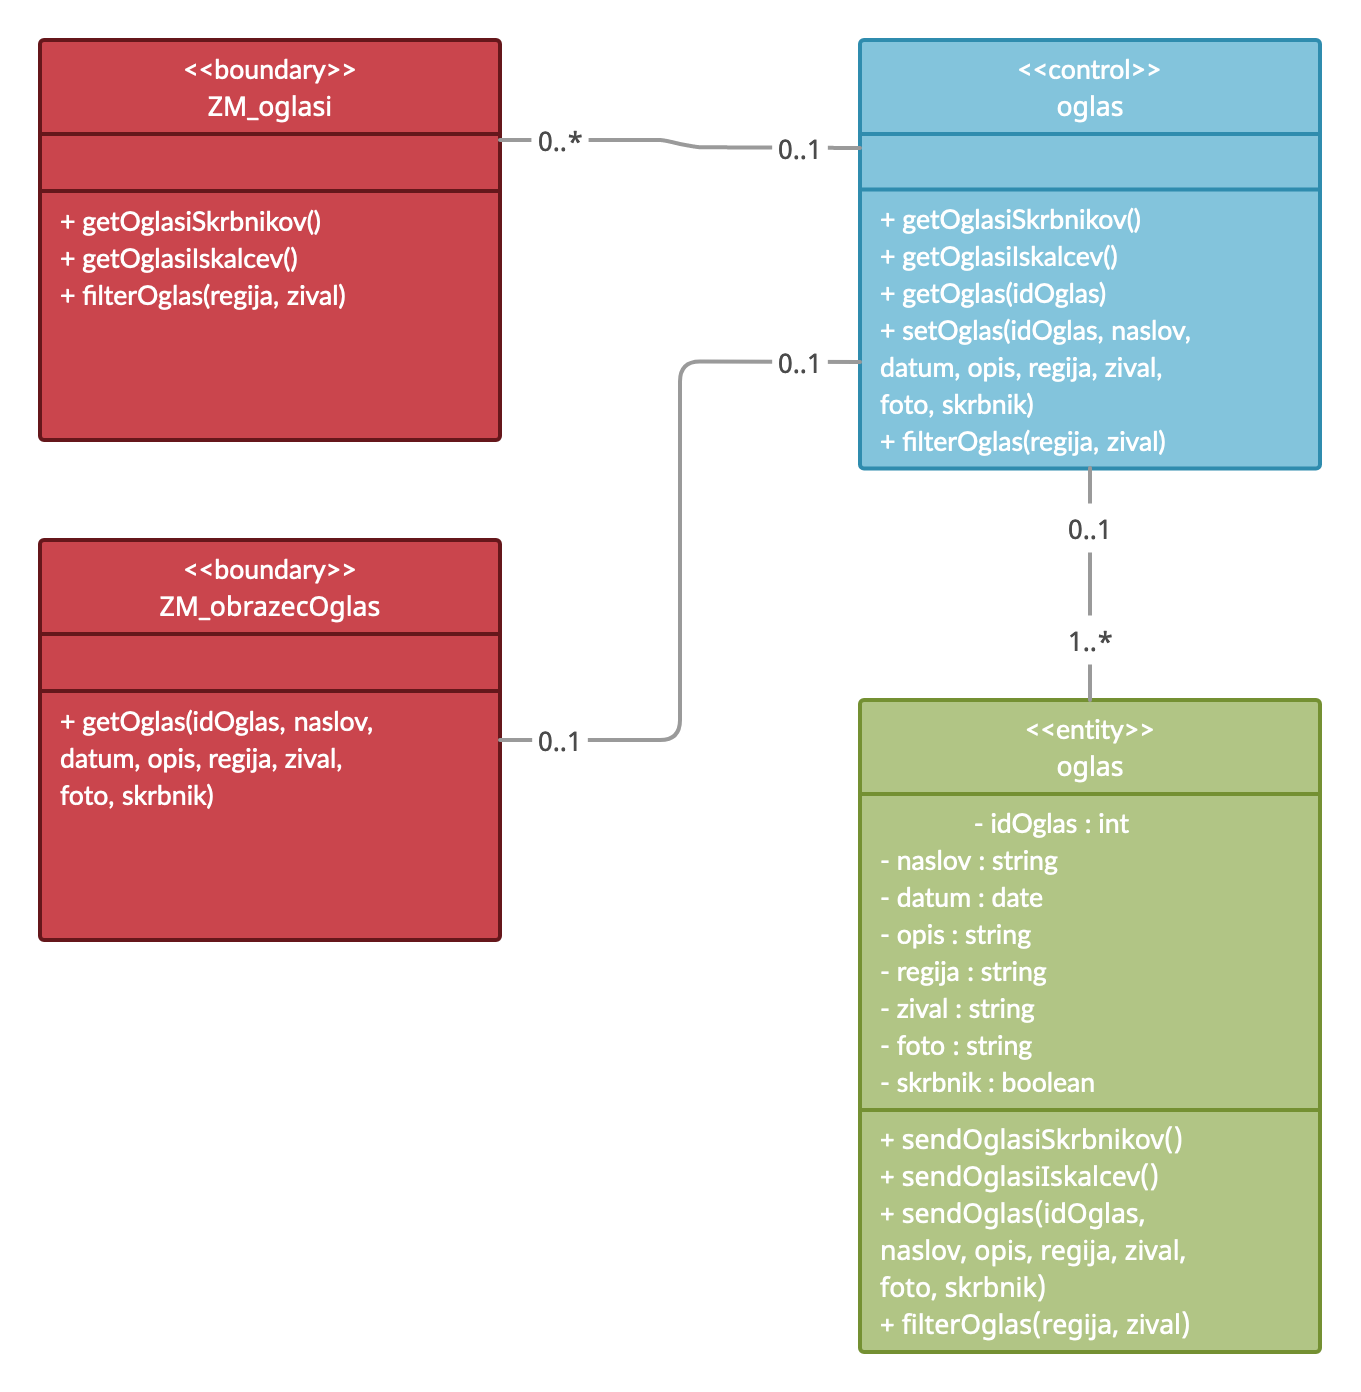 <<boundary>>
ZM_oglasi
+ getOglasiSkrbnikov()
+ getOglasiIskalcev()
+ filterOglas(regija, zival)
0..*
0..1
<<control>>
oglas
+ getOglasiSkrbnikov()
+ getOglasiIskalcev()
+ getOglas(idOglas)
+ setOglas(idOglas, naslov,
datum, opis, regija, zival,
foto, skrbnik)
+ filterOglas(regija, zival)
0..1
<<boundary>>
ZM_obrazecOglas
+ getOglas(idOglas, naslov,
datum, opis, regija, zival,
foto, skrbnik)
0..1
0..1
1..*
<<entity>>
oglas
- idOglas : int
- naslov : string
- datum : date
- opis : string
- regija : string
- zival : string
- foto : string
- skrbnik : boolean
+ sendOglasiSkrbnikov()
+ sendOglasiIskalcev()
+ sendOglas(idOglas,
naslov, opis, regija, zival,
foto, skrbnik)
+ filterOglas(regija, zival)